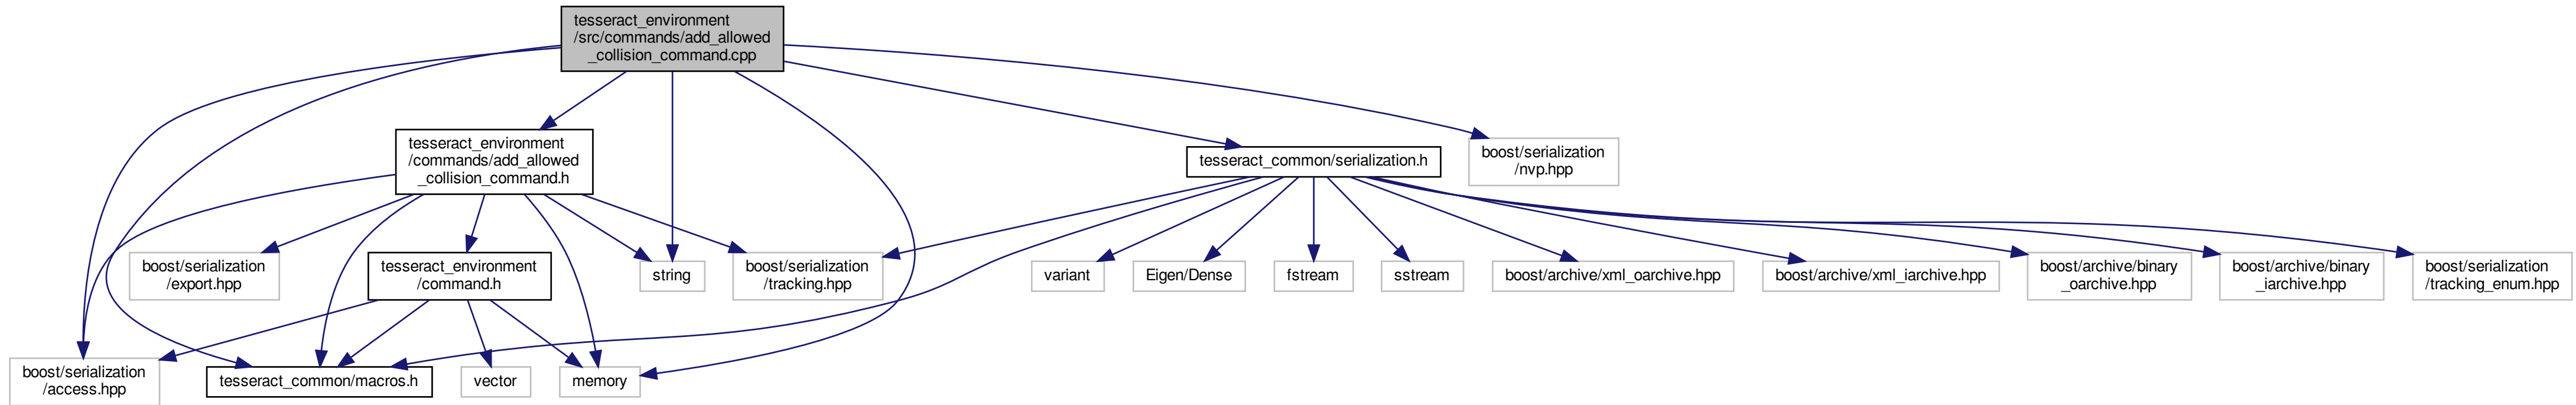 tesseract_environment
/src/commands/add_allowed
_collision_command.cpp
tesseract_environment
/commands/add_allowed
_collision_command.h
tesseract_common/serialization.h
boost/serialization
/nvp.hpp
boost/serialization
/export.hpp
tesseract_environment
/command.h
string
boost/serialization
/tracking.hpp
variant
Eigen/Dense
fstream
sstream
boost/archive/xml_oarchive.hpp
boost/archive/xml_iarchive.hpp
boost/archive/binary
_oarchive.hpp
boost/archive/binary
_iarchive.hpp
boost/serialization
/tracking_enum.hpp
boost/serialization
/access.hpp
tesseract_common/macros.h
vector
memory